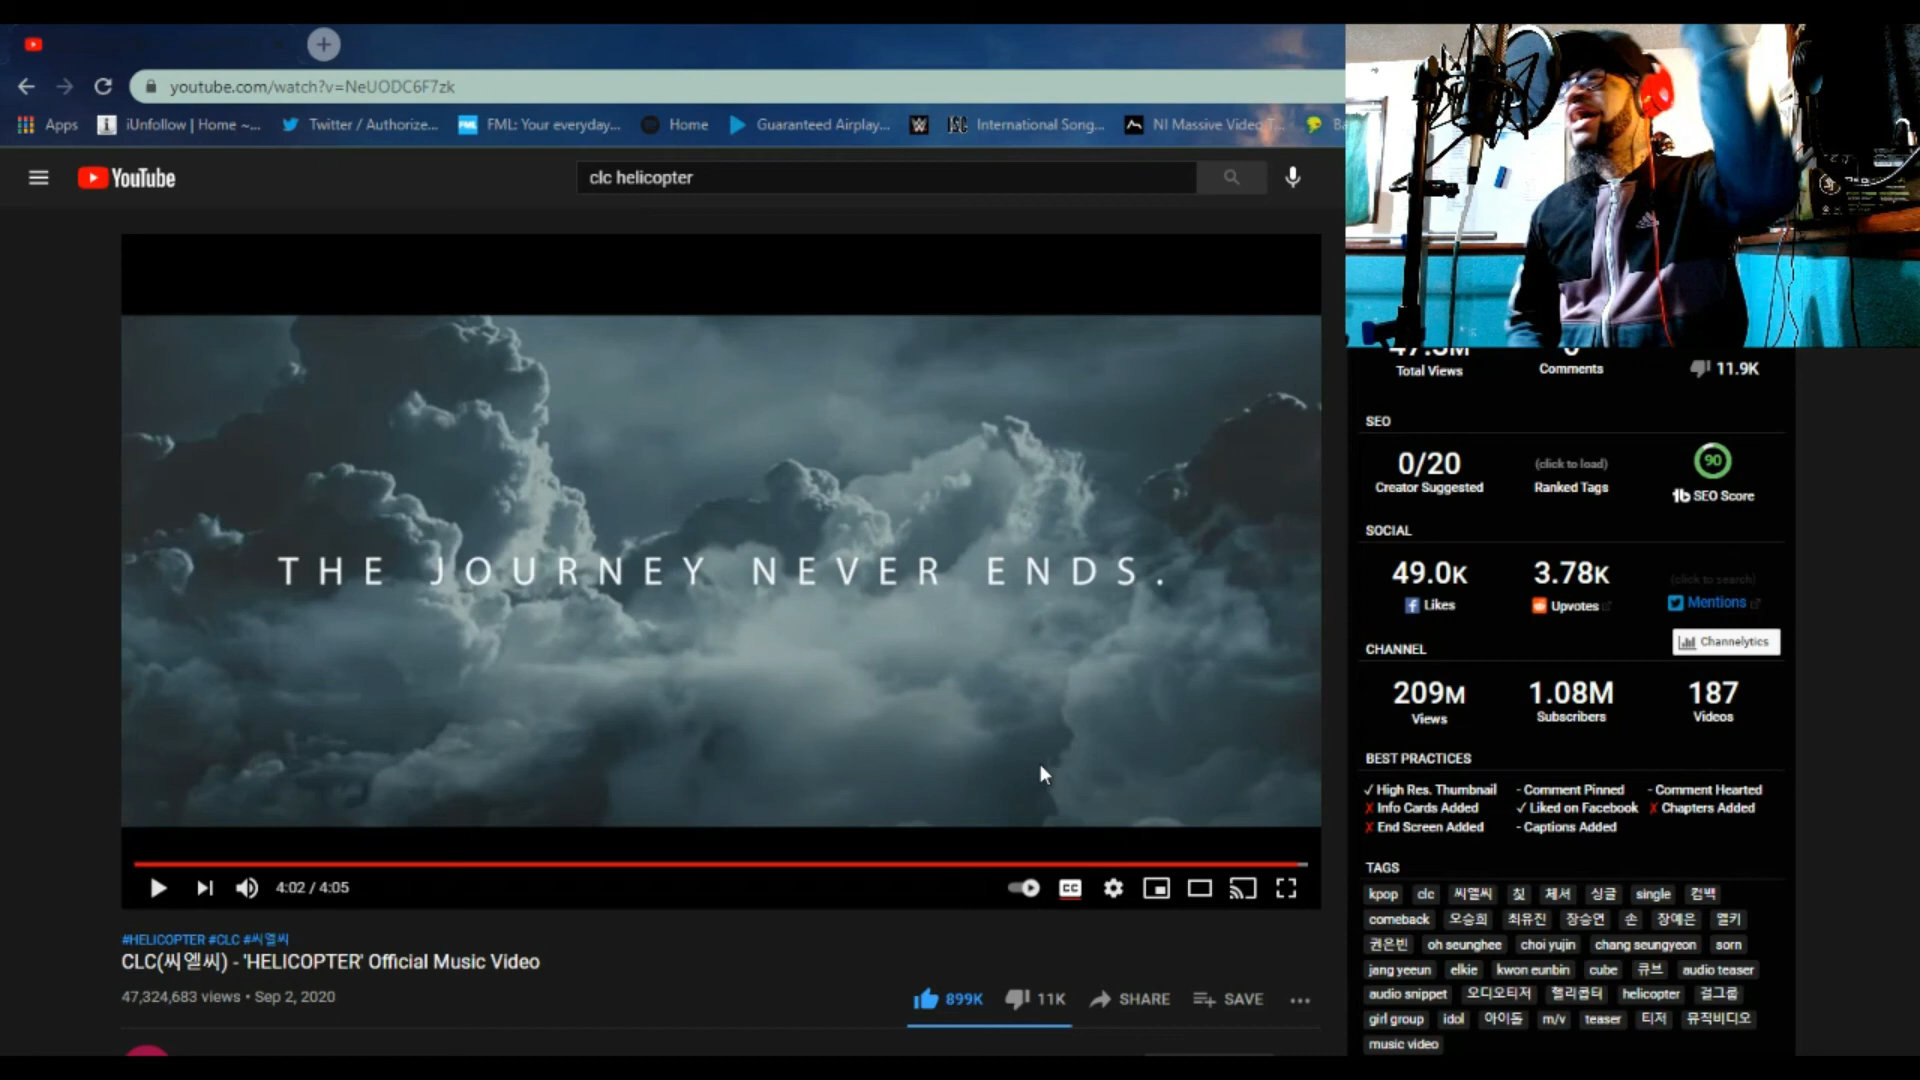 youtube.com/watch?v=NeUODC6F7zk
Apps iUnfollow | Home ~... Twitter / Authorize... FML: Your everyday... Home Guaranteed Airplay... International Song... NI Massive Video T...
YouTube
clc helicopter
THE JOURNEY NEVER ENDS.
4:02 / 4:05
CC
#HELICOPTER #CLC #씨엘씨
CLC(씨엘씨) - 'HELICOPTER' Official Music Video
47,324,683 views • Sep 2, 2020
899K 11K SHARE SAVE
Total Views Comments 11.9K
SEO
0/20 (click to load) 90
Creator Suggested Ranked Tags tb SEO Score
SOCIAL
49.0K 3.78K (click to search)
Likes Upvotes Mentions
CHANNEL Channelytics
209M 1.08M 187
Views Subscribers Videos
BEST PRACTICES
✓ High Res. Thumbnail - Comment Pinned - Comment Hearted
✗ Info Cards Added ✓ Liked on Facebook ✗ Chapters Added
✗ End Screen Added - Captions Added
TAGS
kpop clc 씨엘씨 칯 체서 싱글 single 컴백
comeback 오승희 최유진 장승연 손 장예은 엘키
권은빈 oh seunghee choi yujin chang seungyeon sorn
jang yeeun elkie kwon eunbin cube 큐브 audio teaser
audio snippet 오디오티저 헬리콥터 helicopter 걸그룹
girl group idol 아이돌 m/v teaser 티저 뮤직비디오
music video